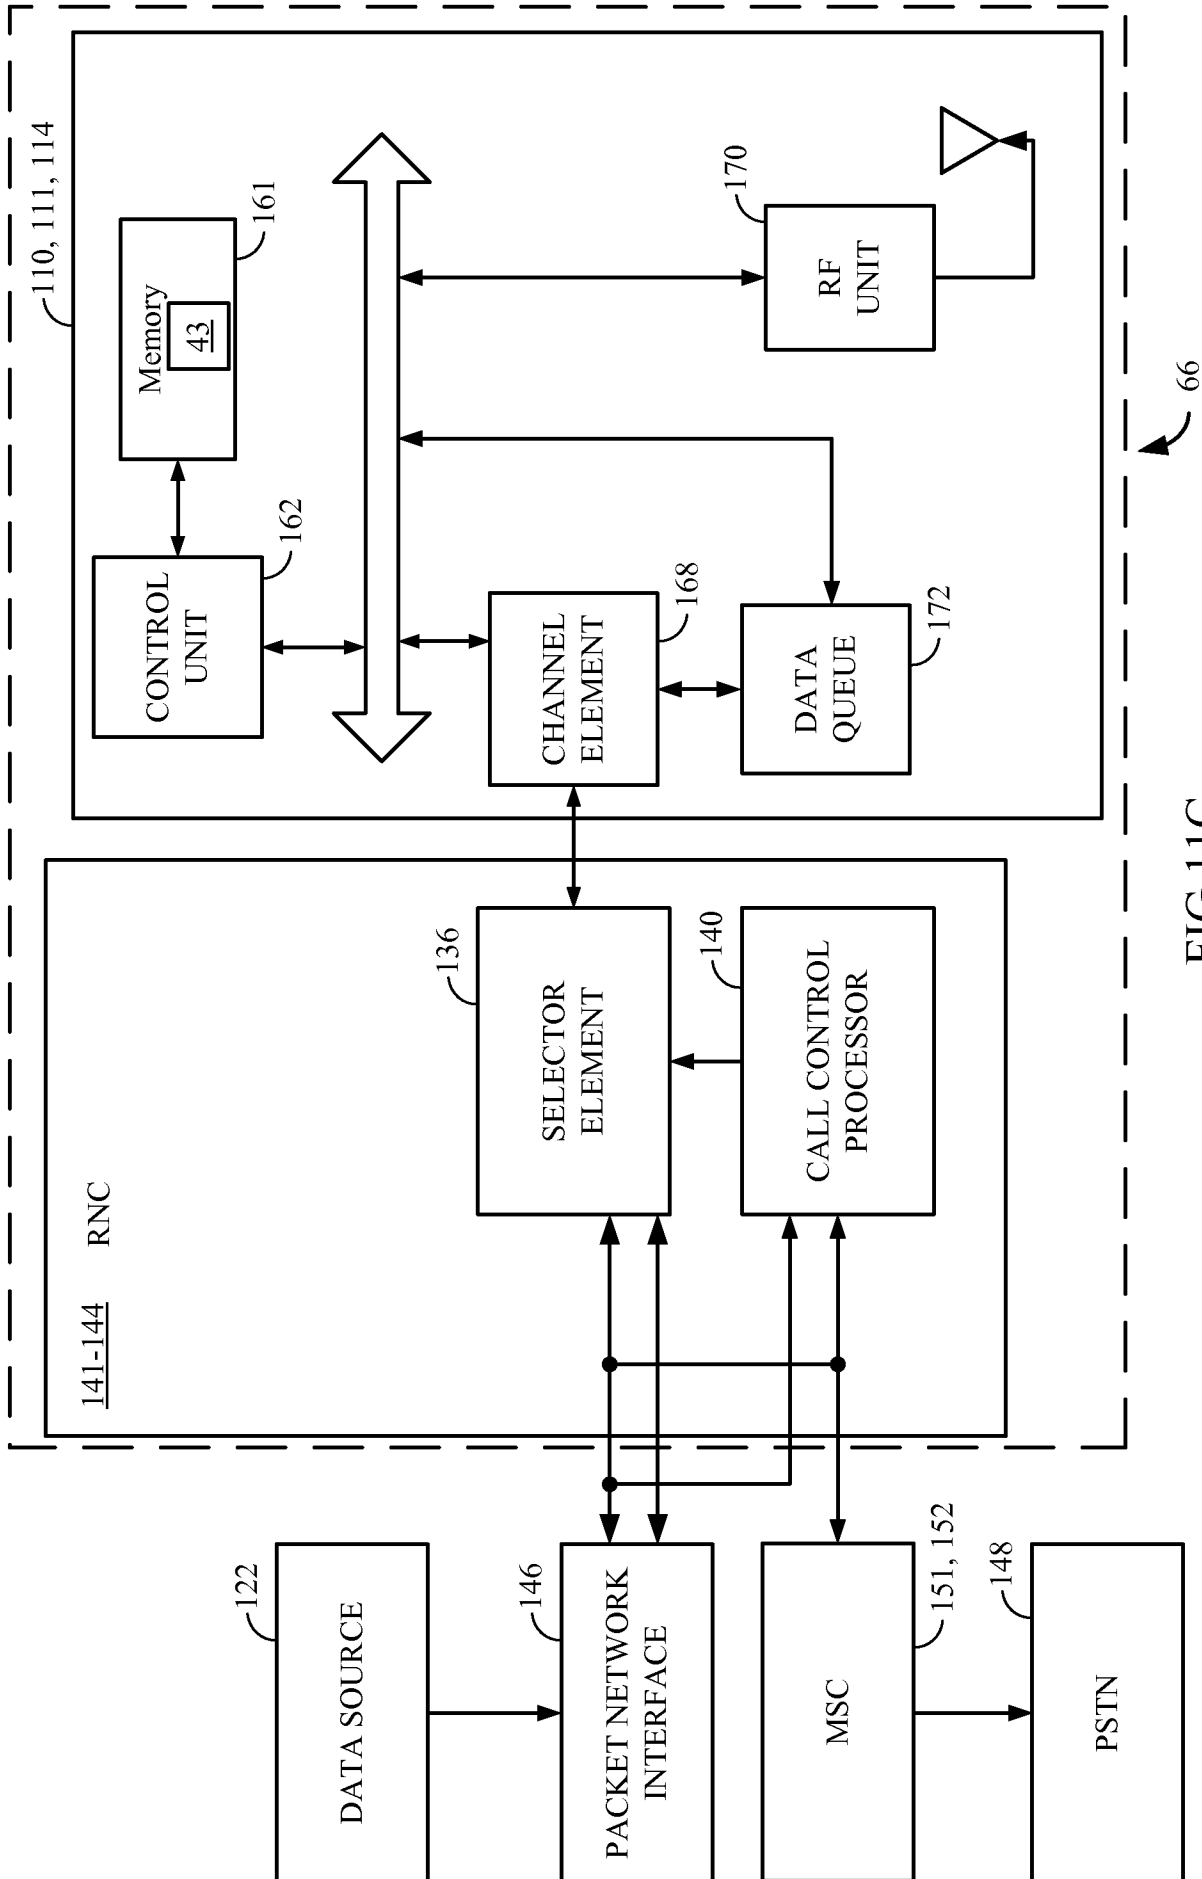 110, 111, 114
Memory
43
161
CONTROL
UNIT
162
170
RF
UNIT
168
CHANNEL
ELEMENT
DATA
QUEUE
172
66
141-144
RNC
136
SELECTOR
ELEMENT
140
CALL CONTROL
PROCESSOR
122
DATA SOURCE
146
PACKET NETWORK
INTERFACE
MSC
151, 152
148
PSTN
FIG.11C